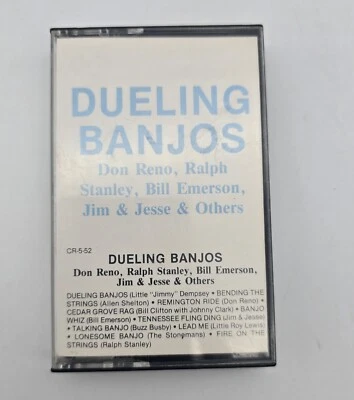 DUELING
BANJOS
Don Reno, Ralph
Stanley, Bill Emerson,
Jim & Jesse & Others
CR-5-52
DUELING BANJOS
Don Reno, Ralph Stanley, Bill Emerson,
Jim & Jesse & Others
DUELING BANJOS (Little "Jimmy" Dempsey • BENDING THE
STRINGS (Allen Shelton) • REMINGTON RIDE (Don Reno) •
CEDAR GROVE RAG (Bill Clifton with Johnny Clark) • BANJO
WHIZ (Bill Emerson) • TENNESSEE FLING DING (Jim & Jesse)
• TALKING BANJO (Buzz Busby) • LEAD ME (Little Roy Lewis)
• LONESOME BANJO (The Stonemans) • FIRE ON THE
STRINGS (Ralph Stanley)